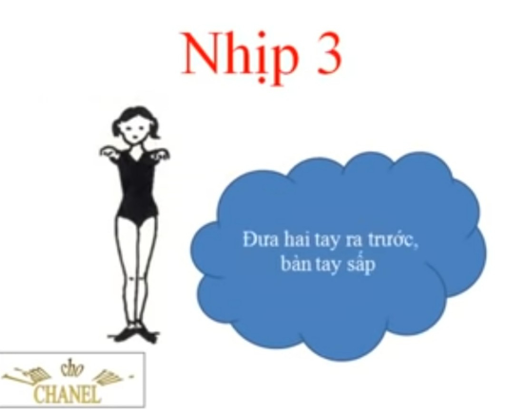 Nhịp 3
Đưa hai tay ra trước,
bàn tay sấp
cho
CHANEL